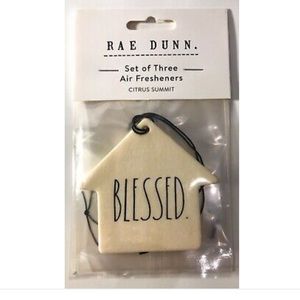 RAE DUNN.
Set of Three
Air Fresheners
CITRUS SUMMIT
BLESSED.